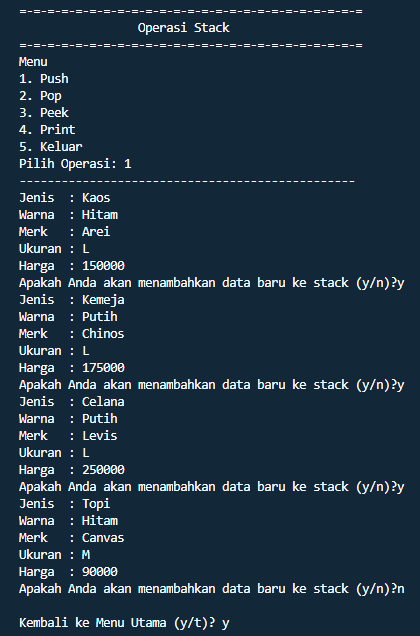 =-=-=-=-=-=-=-=-=-=-=-=-=-=-=-=-=-=-=-=-=-=-=-=-=
Operasi Stack
=-=-=-=-=-=-=-=-=-=-=-=-=-=-=-=-=-=-=-=-=-=-=-=-=
Menu
1. Push
2. Pop
3. Peek
4. Print
5. Keluar
Pilih Operasi: 1
------------------------------------------------
Jenis  : Kaos
Warna  : Hitam
Merk   : Arei
Ukuran : L
Harga  : 150000
Apakah Anda akan menambahkan data baru ke stack (y/n)?y
Jenis  : Kemeja
Warna  : Putih
Merk   : Chinos
Ukuran : L
Harga  : 175000
Apakah Anda akan menambahkan data baru ke stack (y/n)?y
Jenis  : Celana
Warna  : Putih
Merk   : Levis
Ukuran : L
Harga  : 250000
Apakah Anda akan menambahkan data baru ke stack (y/n)?y
Jenis  : Topi
Warna  : Hitam
Merk   : Canvas
Ukuran : M
Harga  : 90000
Apakah Anda akan menambahkan data baru ke stack (y/n)?n
Kembali ke Menu Utama (y/t)? y